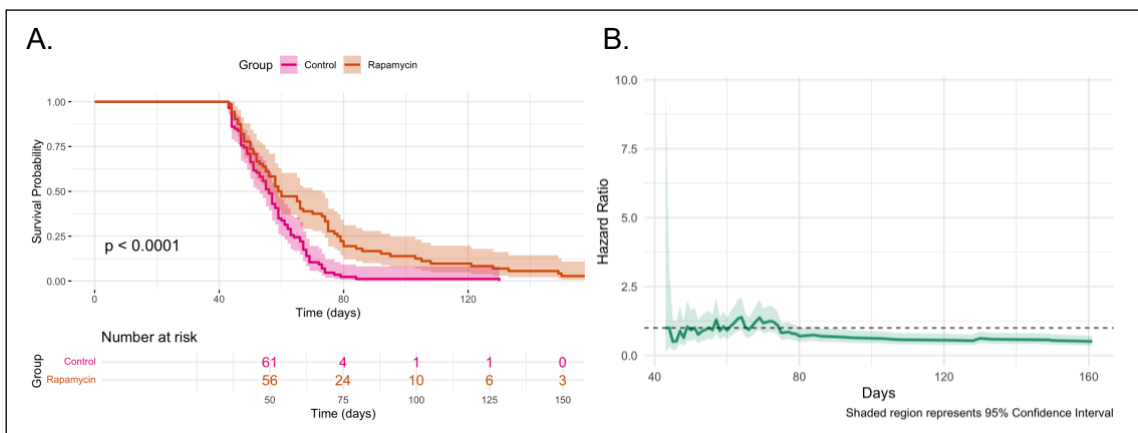 A.
Group Control Rapamycin
Survival Probability
1.00
0.75
0.50
0.25
0.00
p < 0.0001
0 40 80 120
Time (days)
Number at risk
Group
Control 61 4 1 1 0
Rapamycin 56 24 10 6 3
50 75 100 125 150
Time (days)
B.
Hazard Ratio
10.0
7.5
5.0
2.5
0.0
40 80 120 160
Days
Shaded region represents 95% Confidence Interval